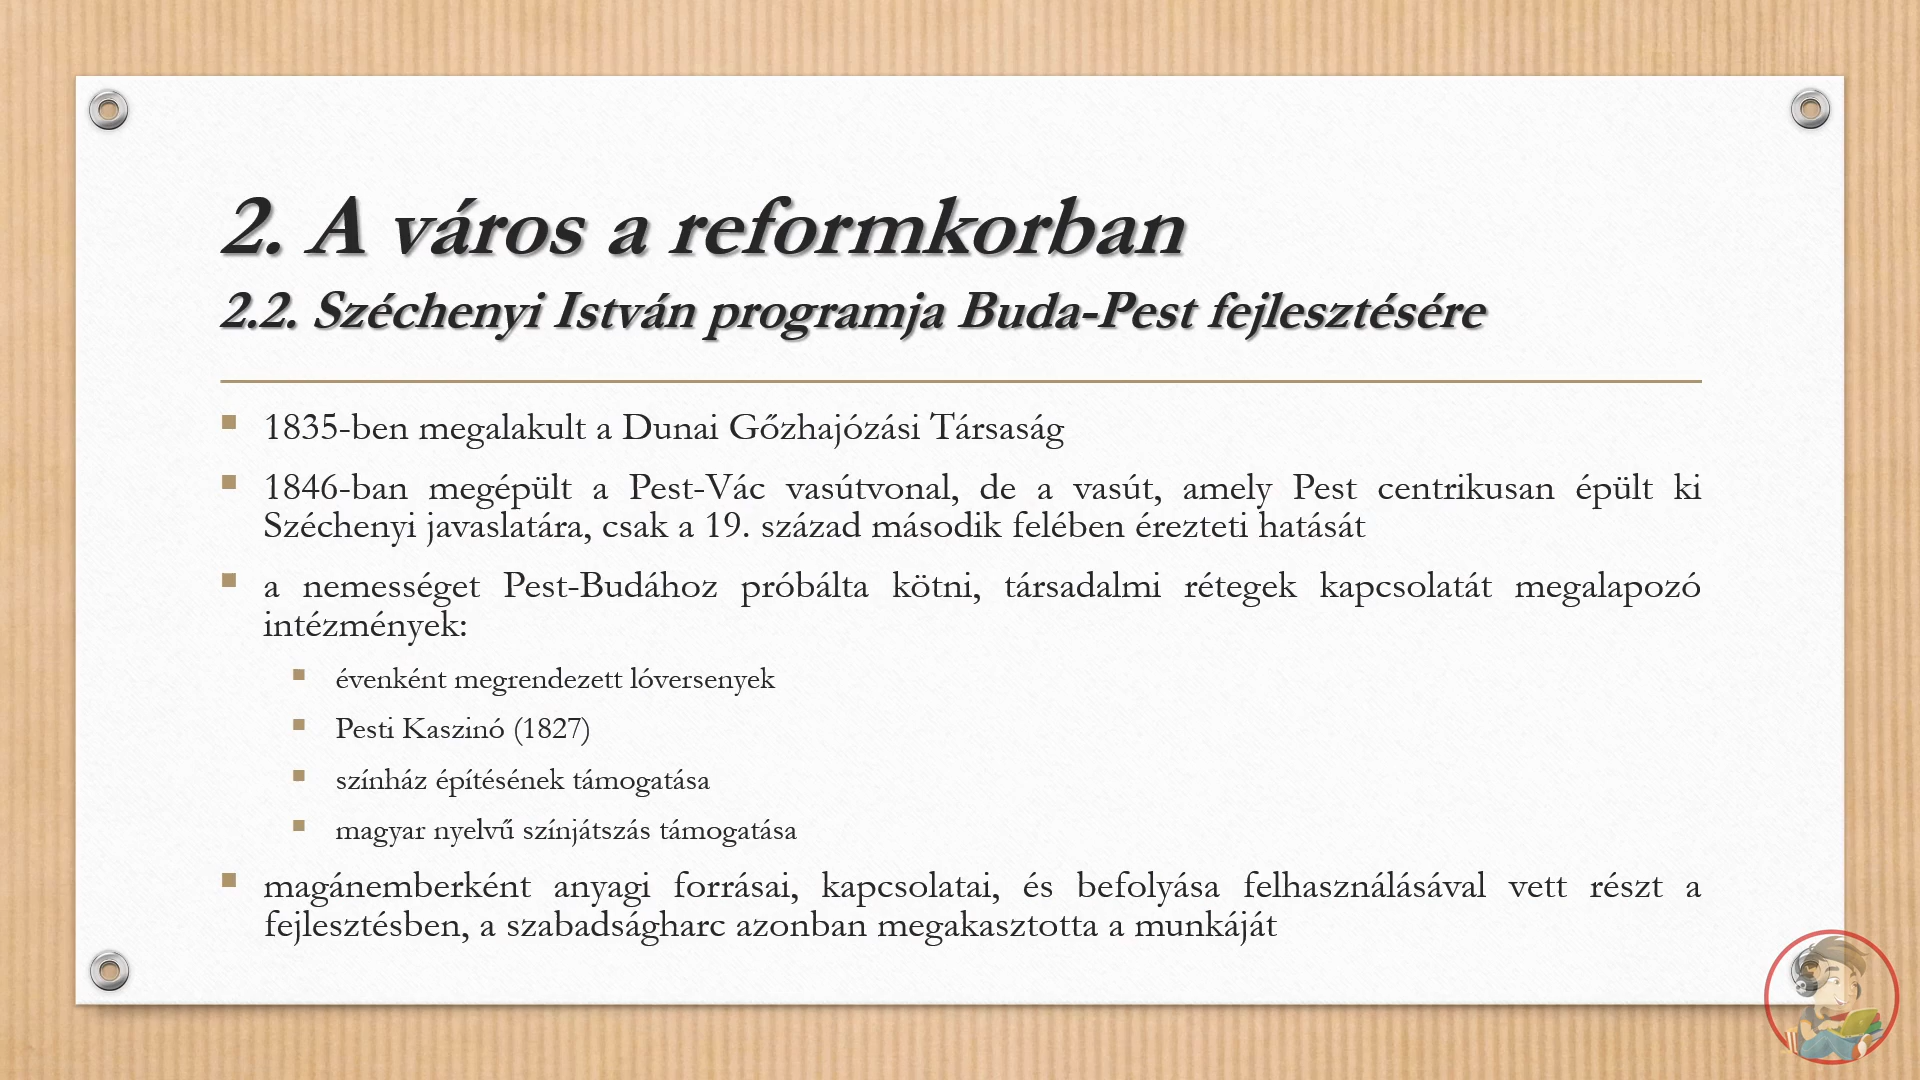 2. A város a reformkorban
2.2. Széchenyi István programja Buda-Pest fejlesztésére
1835-ben megalakult a Dunai Gőzhajózási Társaság
1846-ban megépült a Pest-Vác vasútvonal, de a vasút, amely Pest centrikusan épült ki
Széchenyi javaslatára, csak a 19. század második felében érezteti hatását
a nemességet Pest-Budához próbálta kötni, társadalmi rétegek kapcsolatát megalapozó
intézmények:
évenként megrendezett lóversenyek
Pesti Kaszinó (1827)
színház építésének támogatása
magyar nyelvű színjátszás támogatása
magánemberként anyagi forrásai, kapcsolatai, és befolyása felhasználásával vett részt a
fejlesztésben, a szabadságharc azonban megakasztotta a munkáját